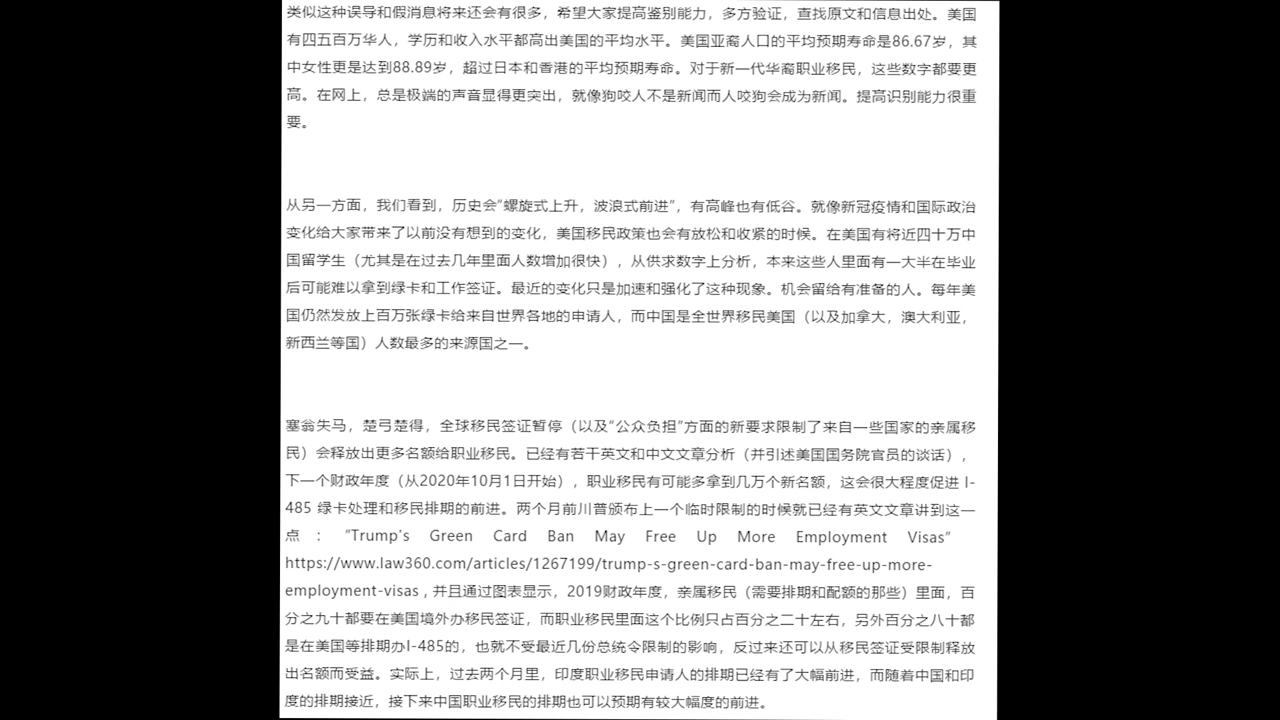 类似这种误导和假消息将来还会有很多，希望大家提高鉴别能力，多方验证，查找原文和信息出处。美国
有四五百万华人，学历和收入水平都高出美国的平均水平。美国亚裔人口的平均预期寿命是86.67岁，其
中女性更是达到88.89岁，超过日本和香港的平均预期寿命。对于新一代华裔职业移民，这些数字都要更
高。在网上，总是极端的声音显得更突出，就像狗咬人不是新闻而人咬狗会成为新闻。提高识别能力很重
要。
从另一方面，我们看到，历史会“螺旋式上升，波浪式前进”，有高峰也有低谷。就像新冠疫情和国际政治
变化给大家带来了以前没有想到的变化，美国移民政策也会有放松和收紧的时候。在美国有将近四十万中
国留学生（尤其是在过去几年里面人数增加很快），从供求数字上分析，本来这些人里面有一大半在毕业
后可能难以拿到绿卡和工作签证。最近的变化只是加速和强化了这种现象。机会留给有准备的人。每年美
国仍然发放上百万张绿卡给来自世界各地的申请人，而中国是全世界移民美国（以及加拿大，澳大利亚，
新西兰等国）人数最多的来源国之一。
塞翁失马，楚弓楚得，全球移民签证暂停（以及“公众负担”方面的新要求限制了来自一些国家的亲属移
民）会释放出更多名额给职业移民。已经有若干英文和中文文章分析（并引述美国国务院官员的谈话），
下一个财政年度（从2020年10月1日开始），职业移民有可能多拿到几万个新名额，这会很大程度促进 I-
485 绿卡处理和移民排期的前进。两个月前川普颁布上一个临时限制的时候就已经有英文文章讲到这一
点：“Trump's Green Card Ban May Free Up More Employment Visas”
https://www.law360.com/articles/1267199/trump-s-green-card-ban-may-free-up-more-
employment-visas , 并且通过图表显示，2019财政年度，亲属移民（需要排期和配额的那些）里面，百
分之九十都要在美国境外办移民签证，而职业移民里面这个比例只占百分之二十左右，另外百分之八十都
是在美国等排期办I-485的，也就不受最近几份总统令限制的影响，反过来还可以从移民签证受限制释放
出名额而受益。实际上，过去两个月里，印度职业移民申请人的排期已经有了大幅前进，而随着中国和印
度的排期接近，接下来中国职业移民的排期也可以预期有较大幅度的前进。